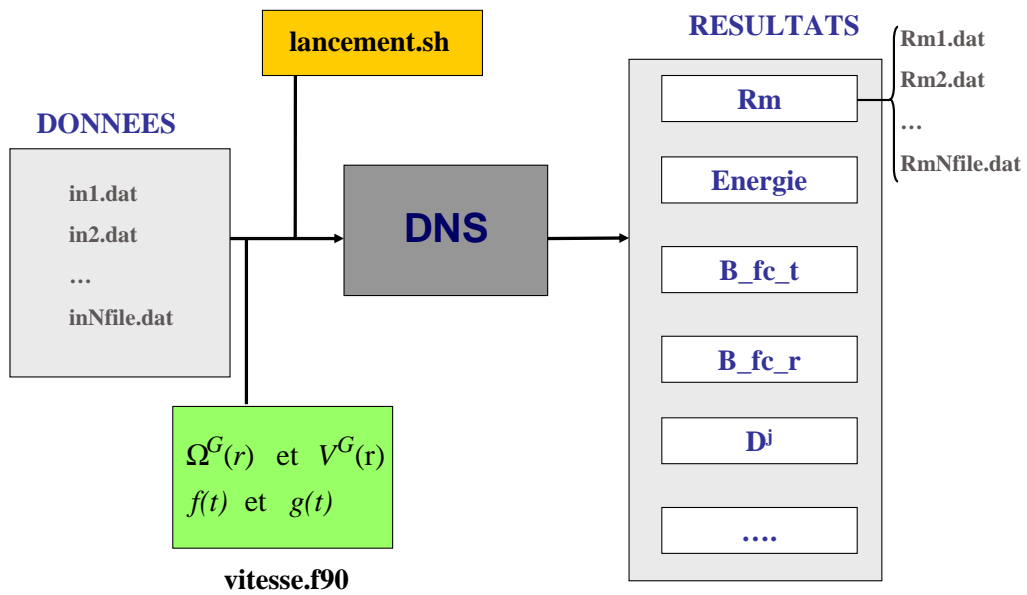 lancement.sh
DONNEES
in1.dat
in2.dat
…
inNfile.dat
Ω^G(r) et V^G(r)
f(t) et g(t)
vitesse.f90
DNS
RESULTATS
Rm
Energie
B_fc_t
B_fc_r
D^j
….
Rm1.dat
Rm2.dat
…
RmNfile.dat